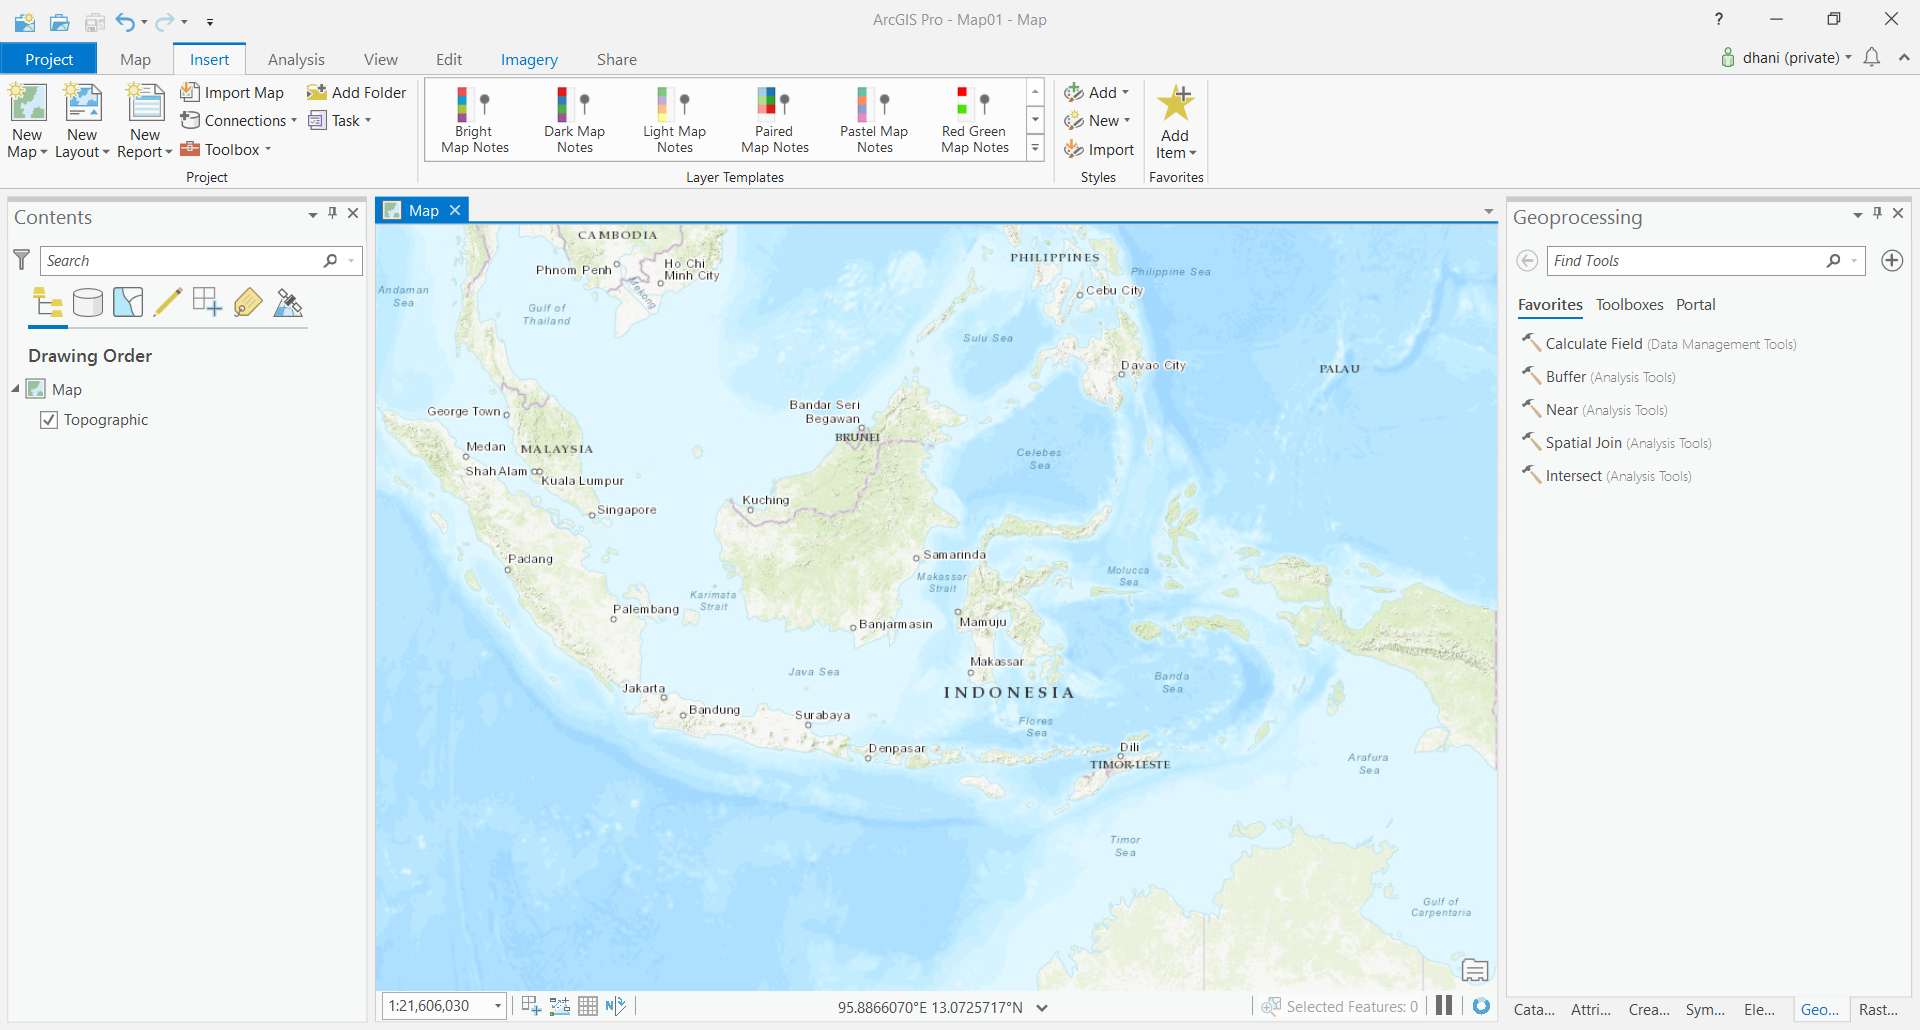 ArcGIS Pro - Map01 - Map
?
Project
Map
Insert
Analysis
View
Edit
Imagery
Share
dhani (private)
New
Map
New
Layout
New
Report
Import Map
Connections
Toolbox
Add Folder
Task
Project
Bright
Map Notes
Dark Map
Notes
Light Map
Notes
Paired
Map Notes
Pastel Map
Notes
Red Green
Map Notes
Layer Templates
Add
New
Import
Styles
Add
Item
Favorites
Contents
Search
Drawing Order
Map
Topographic
Map
CAMBODIA
Phnom Penh
Ho Chi
Minh City
Mekong
Andaman
Sea
Gulf of
Thailand
PHILIPPINES
Philippine Sea
Cebu City
Sulu Sea
Davao City
PALAU
George Town
Bandar Seri
Begawan
BRUNEI
Medan
MALAYSIA
Shah Alam
Kuala Lumpur
Celebes
Sea
Kuching
Singapore
Padang
Samarinda
Makassar
Strait
Molucca
Sea
Karimata
Strait
Palembang
Banjarmasin
Mamuju
Makassar
Java Sea
Banda
Sea
Jakarta
INDONESIA
Bandung
Surabaya
Flores
Sea
Denpasar
Dili
TIMOR-LESTE
Arafura
Sea
Timor
Sea
Gulf of
Carpentaria
1:21,606,030
N
95.8866070°E 13.0725717°N
Selected Features: 0
Geoprocessing
Find Tools
Favorites
Toolboxes
Portal
Calculate Field (Data Management Tools)
Buffer (Analysis Tools)
Near (Analysis Tools)
Spatial Join (Analysis Tools)
Intersect (Analysis Tools)
Cata...
Attri...
Crea...
Sym...
Ele...
Geo...
Rast...